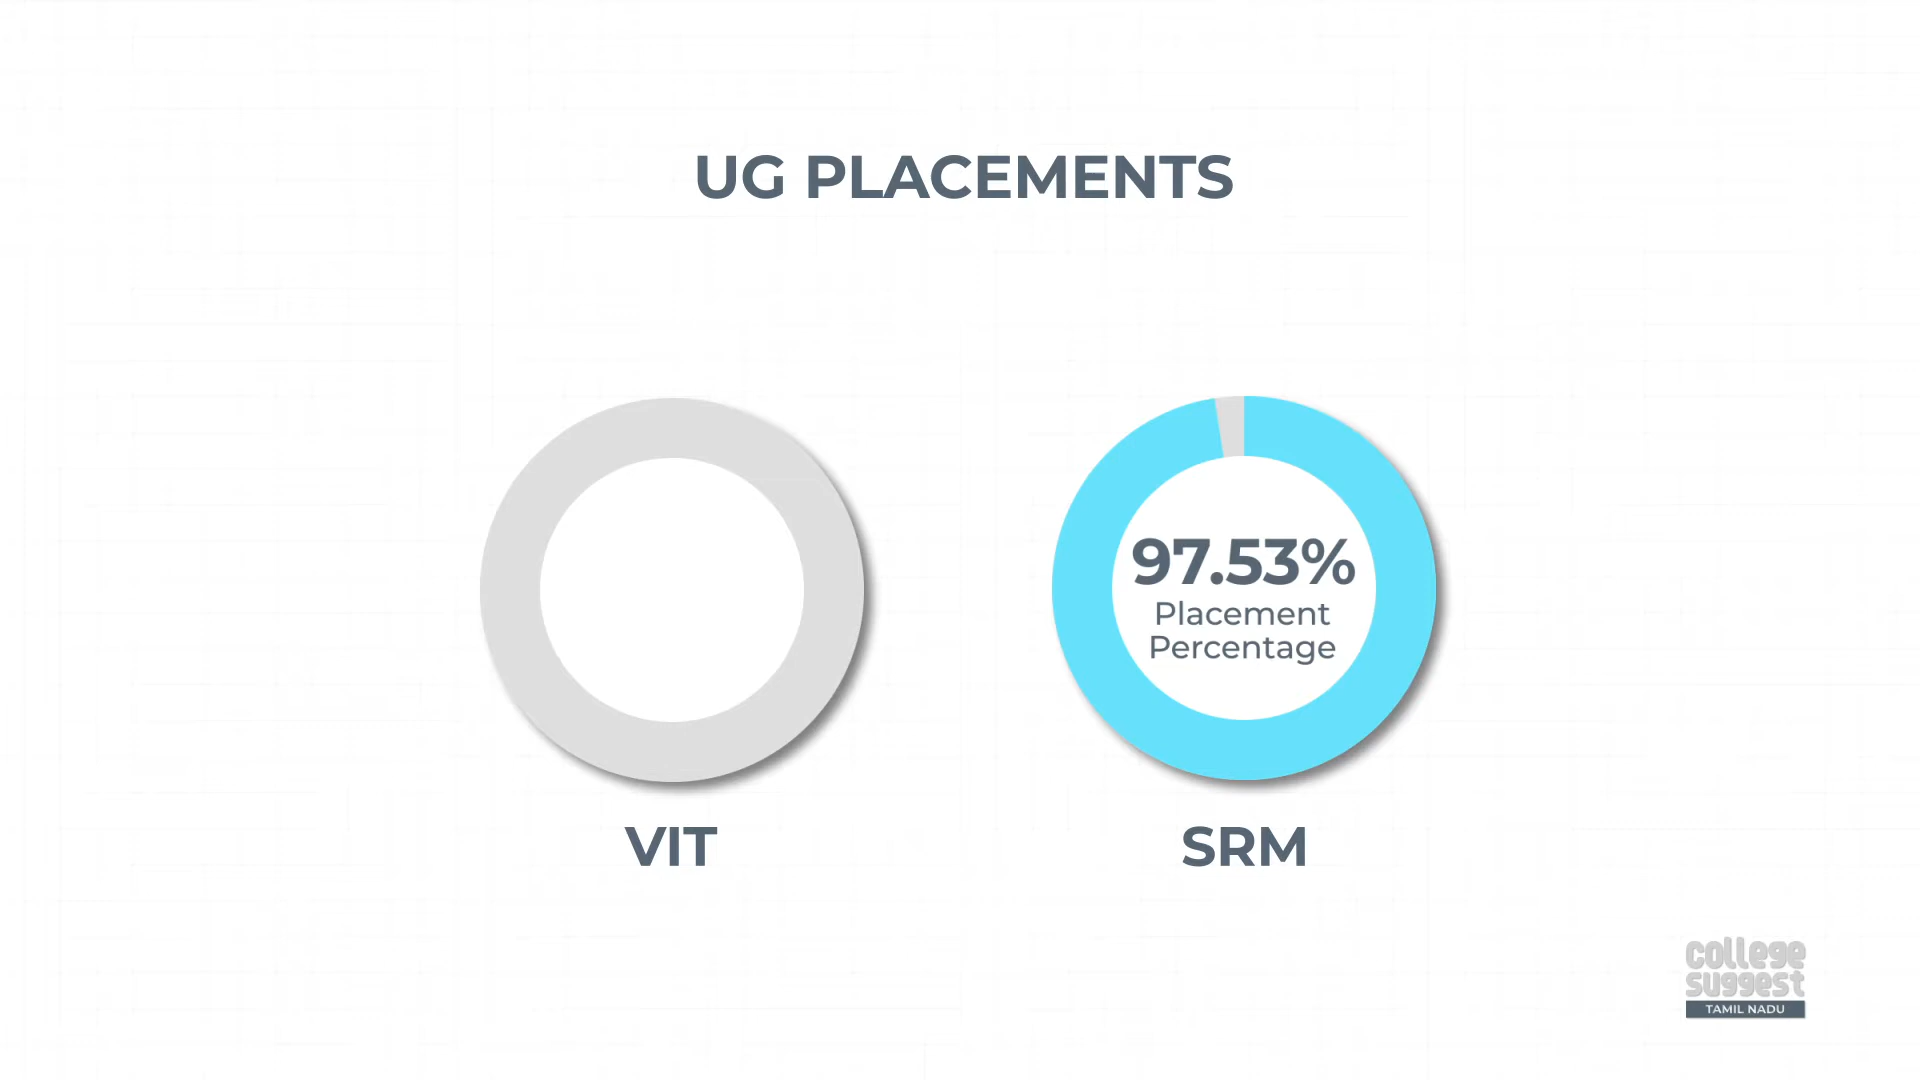 UG PLACEMENTS
97.53%
Placement
Percentage
VIT
SRM
college
suggest
TAMIL NADU